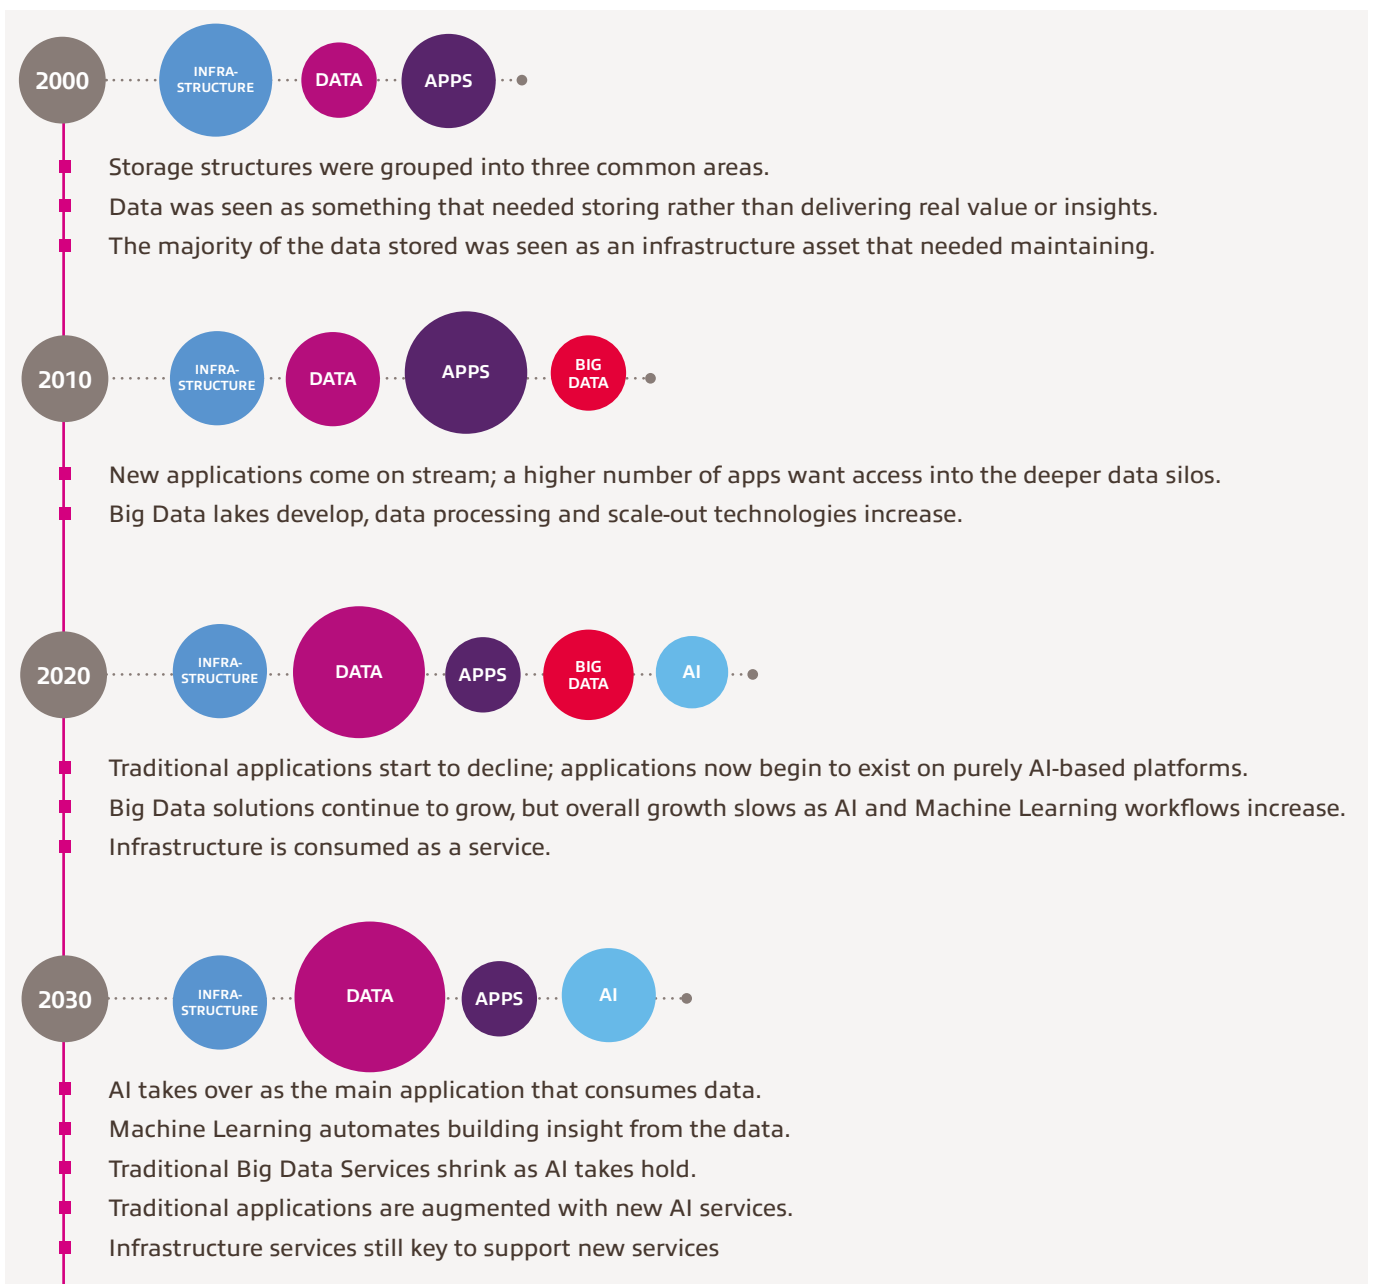 2000
INFRA-
STRUCTURE
DATA
APPS
Storage structures were grouped into three common areas.
Data was seen as something that needed storing rather than delivering real value or insights.
The majority of the data stored was seen as an infrastructure asset that needed maintaining.
2010
INFRA-
STRUCTURE
DATA
APPS
BIG
DATA
New applications come on stream; a higher number of apps want access into the deeper data silos.
Big Data lakes develop, data processing and scale-out technologies increase.
2020
INFRA-
STRUCTURE
DATA
APPS
BIG
DATA
AI
Traditional applications start to decline; applications now begin to exist on purely AI-based platforms.
Big Data solutions continue to grow, but overall growth slows as AI and Machine Learning workflows increase.
Infrastructure is consumed as a service.
2030
INFRA-
STRUCTURE
DATA
APPS
AI
AI takes over as the main application that consumes data.
Machine Learning automates building insight from the data.
Traditional Big Data Services shrink as AI takes hold.
Traditional applications are augmented with new AI services.
Infrastructure services still key to support new services